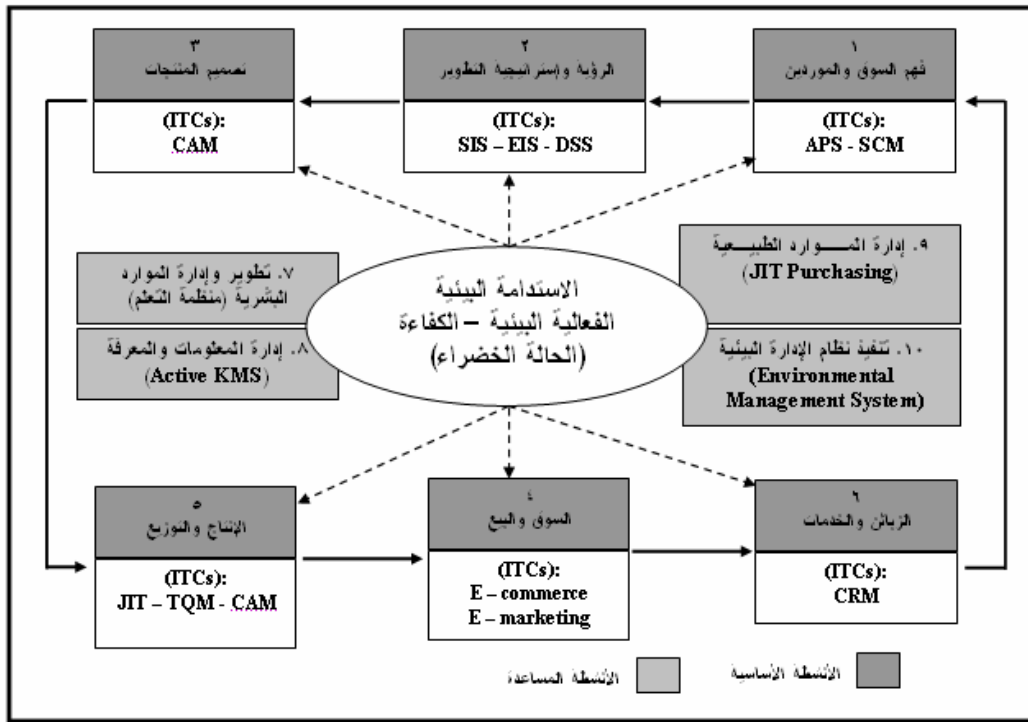 ١
فهم السوق والموردين
(ITCs):
APS - SCM
٢
الرؤية وإستراتيجية التطوير
(ITCs):
SIS – EIS - DSS
٣
تصميم المنتجات
(ITCs):
CAM
٩. إدارة المـــوارد الطبيـــعية
(JIT Purchasing)
١٠. تنفيذ نظام الإدارة البيئية
(Environmental
Management System)
الاستدامة البيئية
الفعالية البيئية – الكفاءة
(الحالة الخضراء)
٧. تطوير وإدارة الموارد
البشرية (منظمة التعلم)
٨. إدارة المعلومات والمعرفة
(Active KMS)
٦
الزبائن والخدمات
(ITCs):
CRM
٤
السوق والبيع
(ITCs):
E – commerce
E – marketing
٥
الإنتاج والتوزيع
(ITCs):
JIT – TQM - CAM
الأنشطة الأساسية
الأنشطة المساعدة